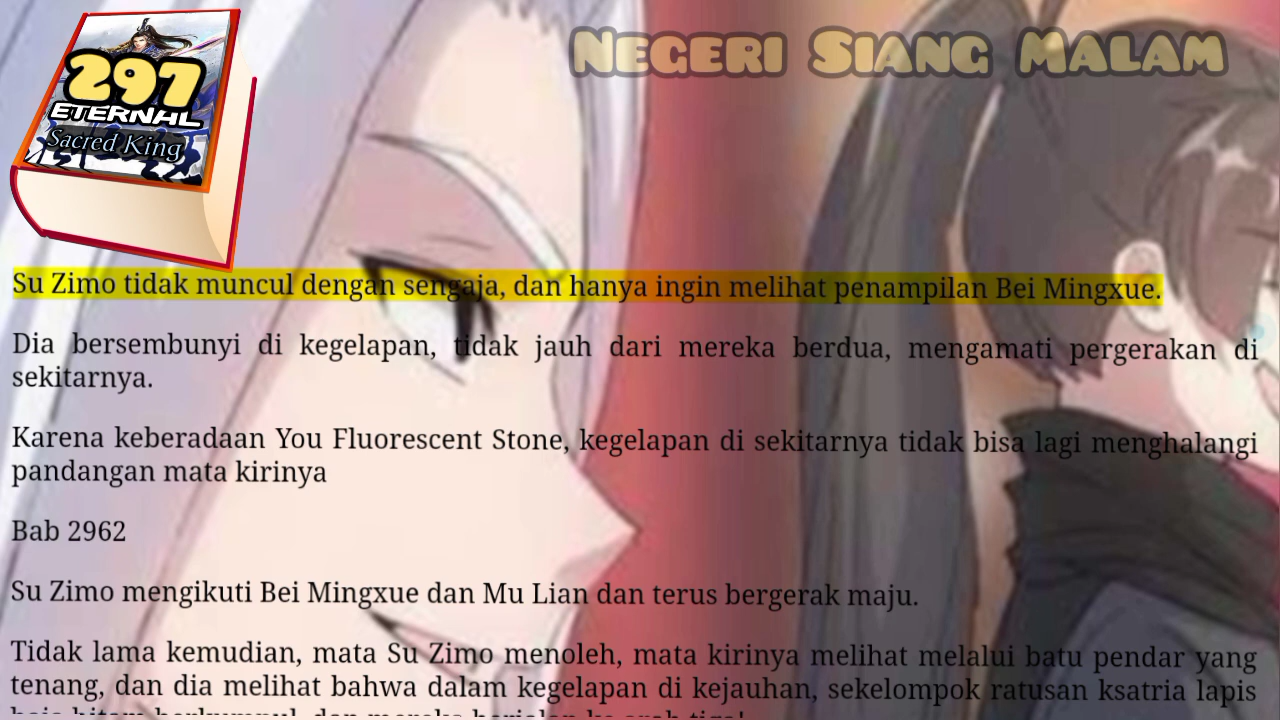 Negeri Siang Malam
297
ETERNAL
Sacred King
Su Zimo tidak muncul dengan sengaja, dan hanya ingin melihat penampilan Bei Mingxue.
Dia bersembunyi di kegelapan, tidak jauh dari mereka berdua, mengamati pergerakan di
sekitarnya.
Karena keberadaan You Fluorescent Stone, kegelapan di sekitarnya tidak bisa lagi menghalangi
pandangan mata kirinya
Bab 2962
Su Zimo mengikuti Bei Mingxue dan Mu Lian dan terus bergerak maju.
Tidak lama kemudian, mata Su Zimo menoleh, mata kirinya melihat melalui batu pendar yang
tenang, dan dia melihat bahwa dalam kegelapan di kejauhan, sekelompok ratusan ksatria lapis